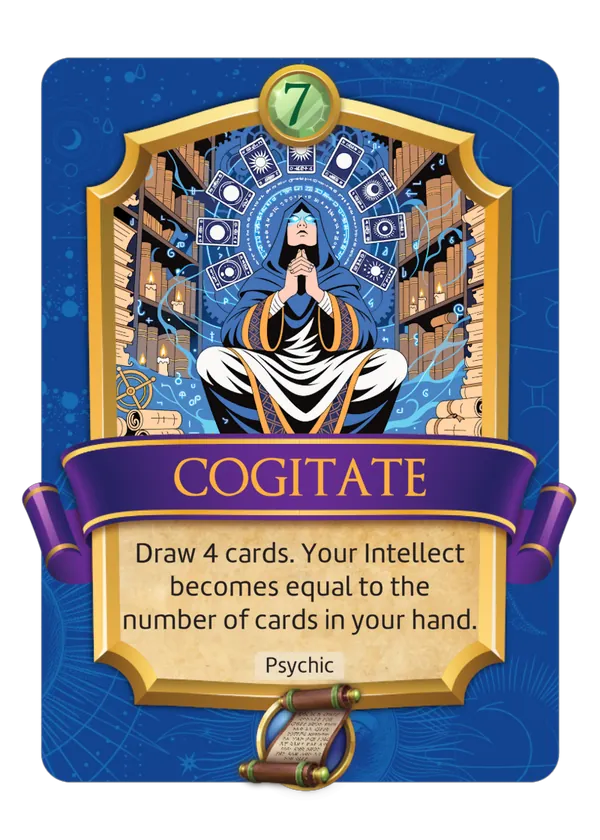 7
COGITATE
Draw 4 cards. Your Intellect
becomes equal to the
number of cards in your hand.
Psychic